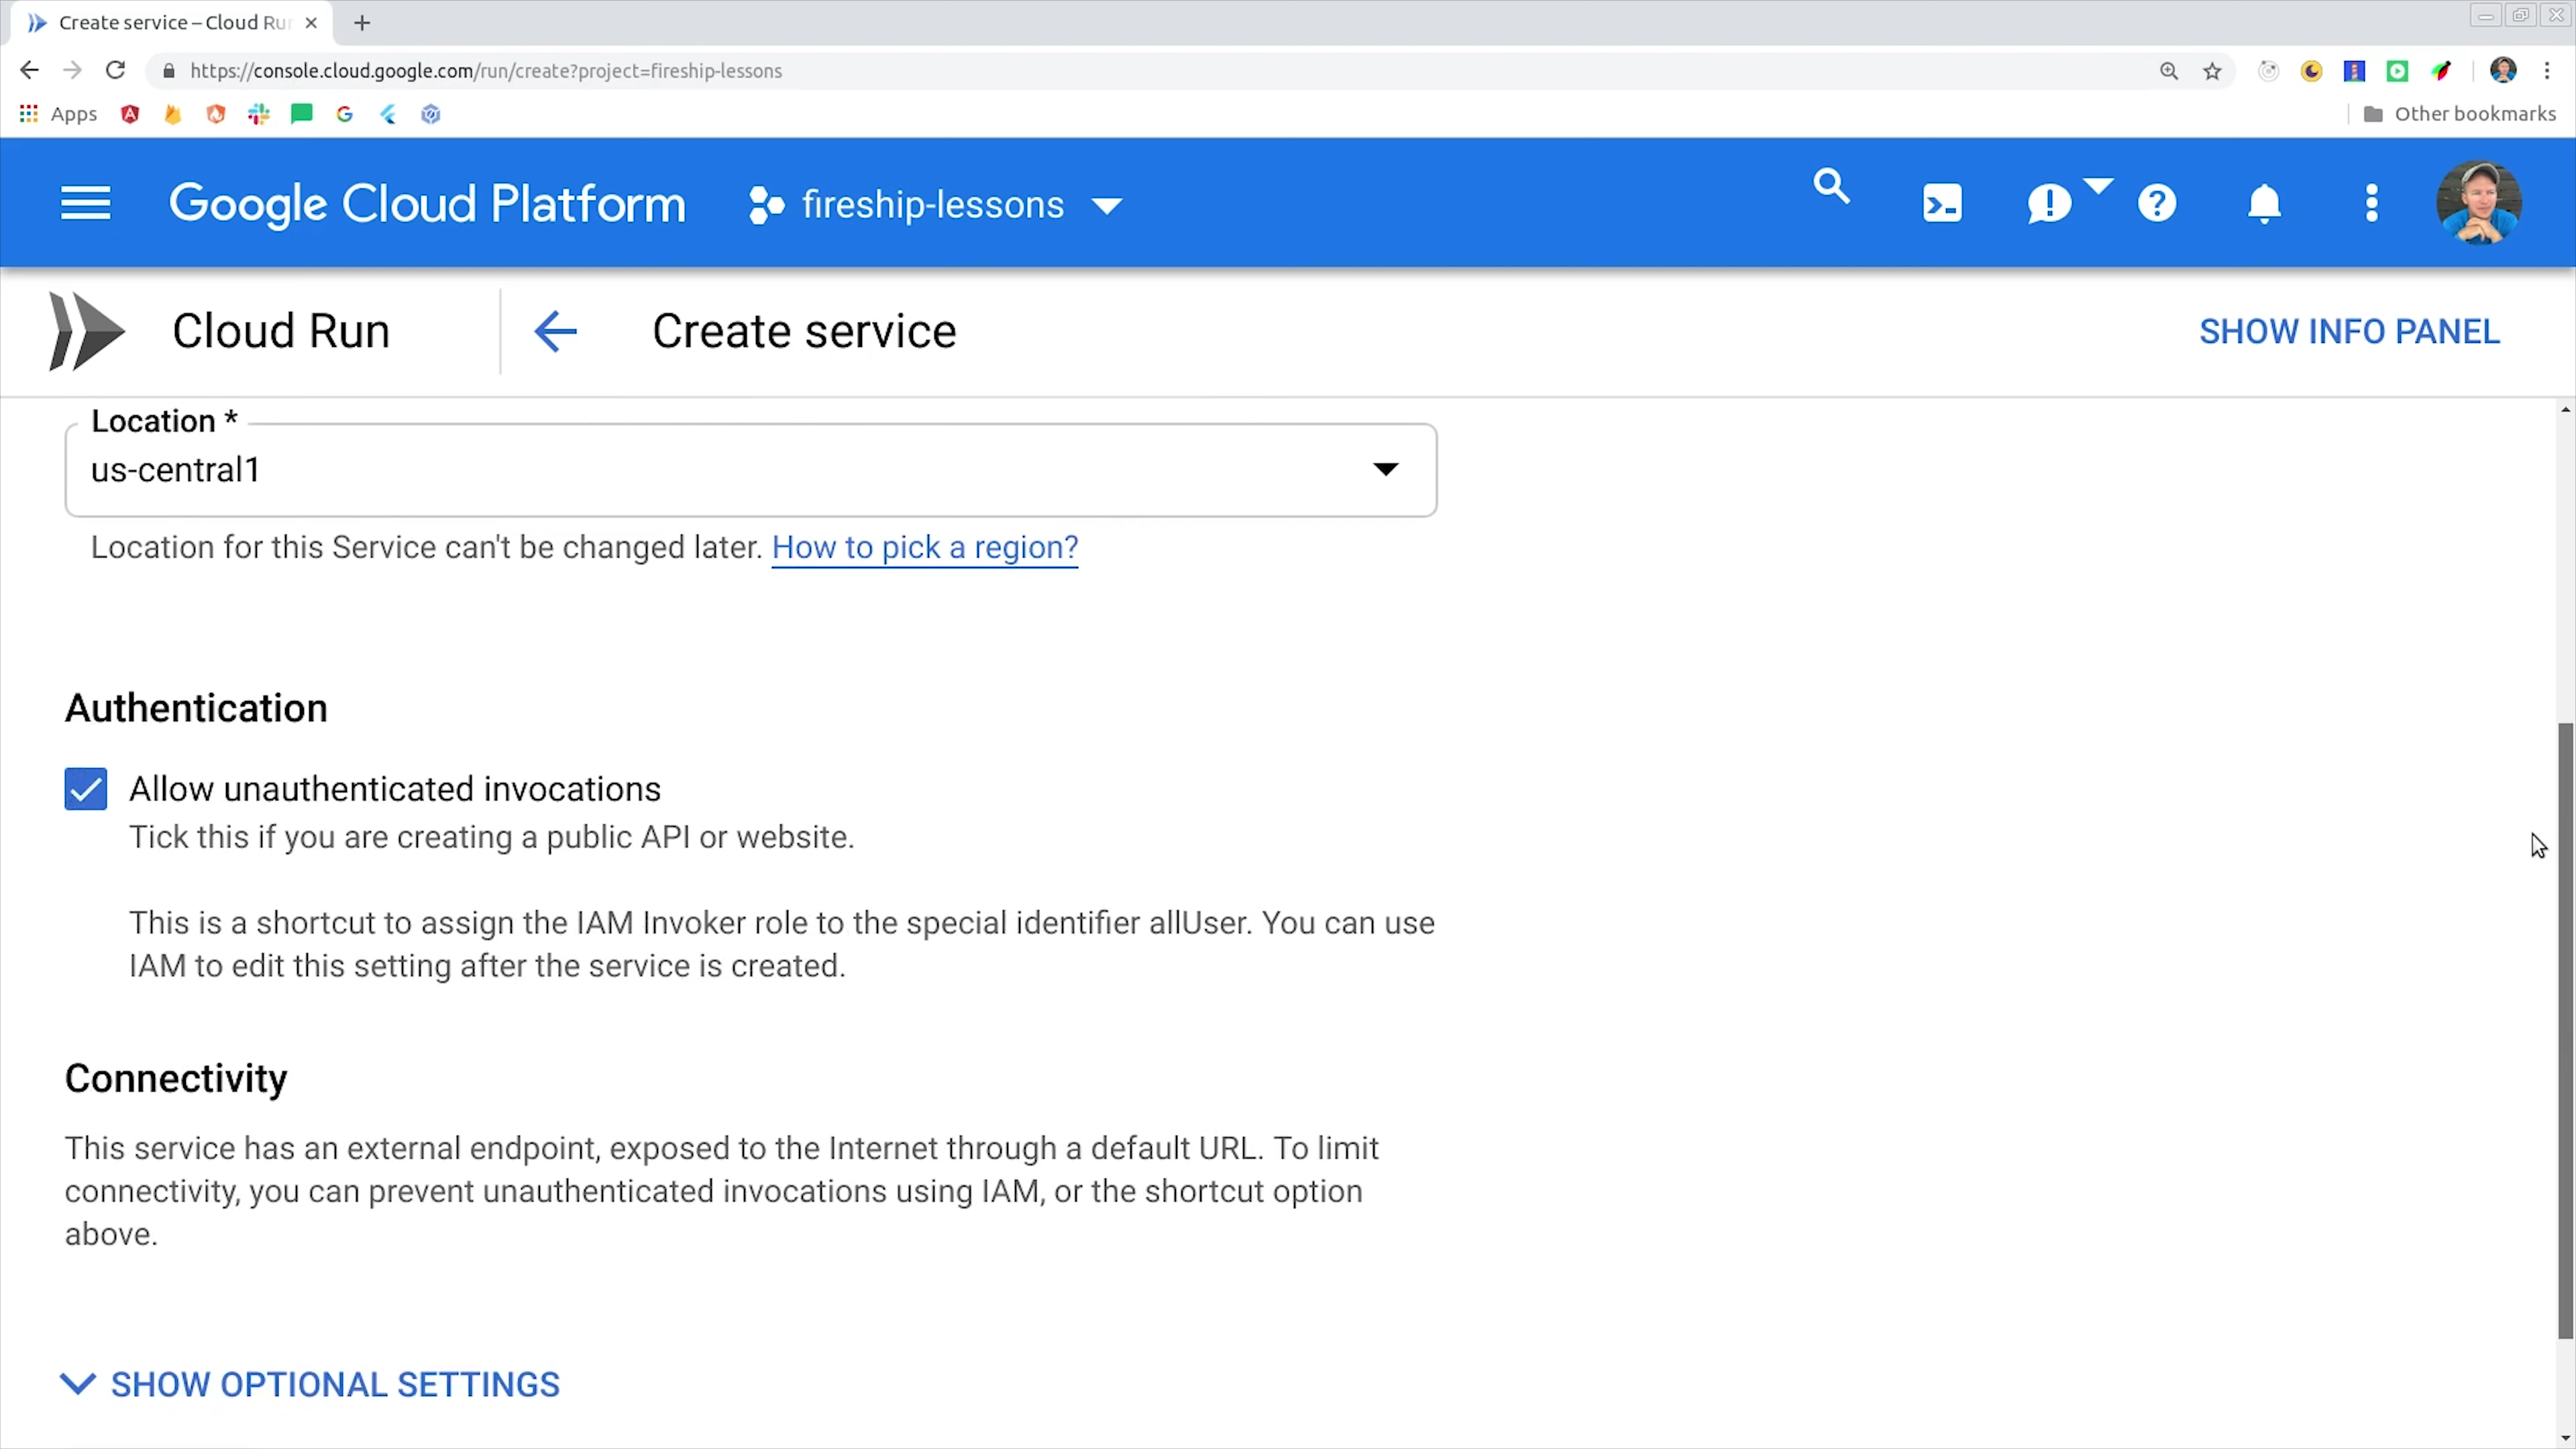 Create service – Cloud Ru
https://console.cloud.google.com/run/create?project=fireship-lessons
Apps
Other bookmarks
Google Cloud Platform
fireship-lessons
Cloud Run
Create service
SHOW INFO PANEL
Location *
us-central1
Location for this Service can't be changed later. How to pick a region?
Authentication
Allow unauthenticated invocations
Tick this if you are creating a public API or website.
This is a shortcut to assign the IAM Invoker role to the special identifier allUser. You can use
IAM to edit this setting after the service is created.
Connectivity
This service has an external endpoint, exposed to the Internet through a default URL. To limit
connectivity, you can prevent unauthenticated invocations using IAM, or the shortcut option
above.
SHOW OPTIONAL SETTINGS